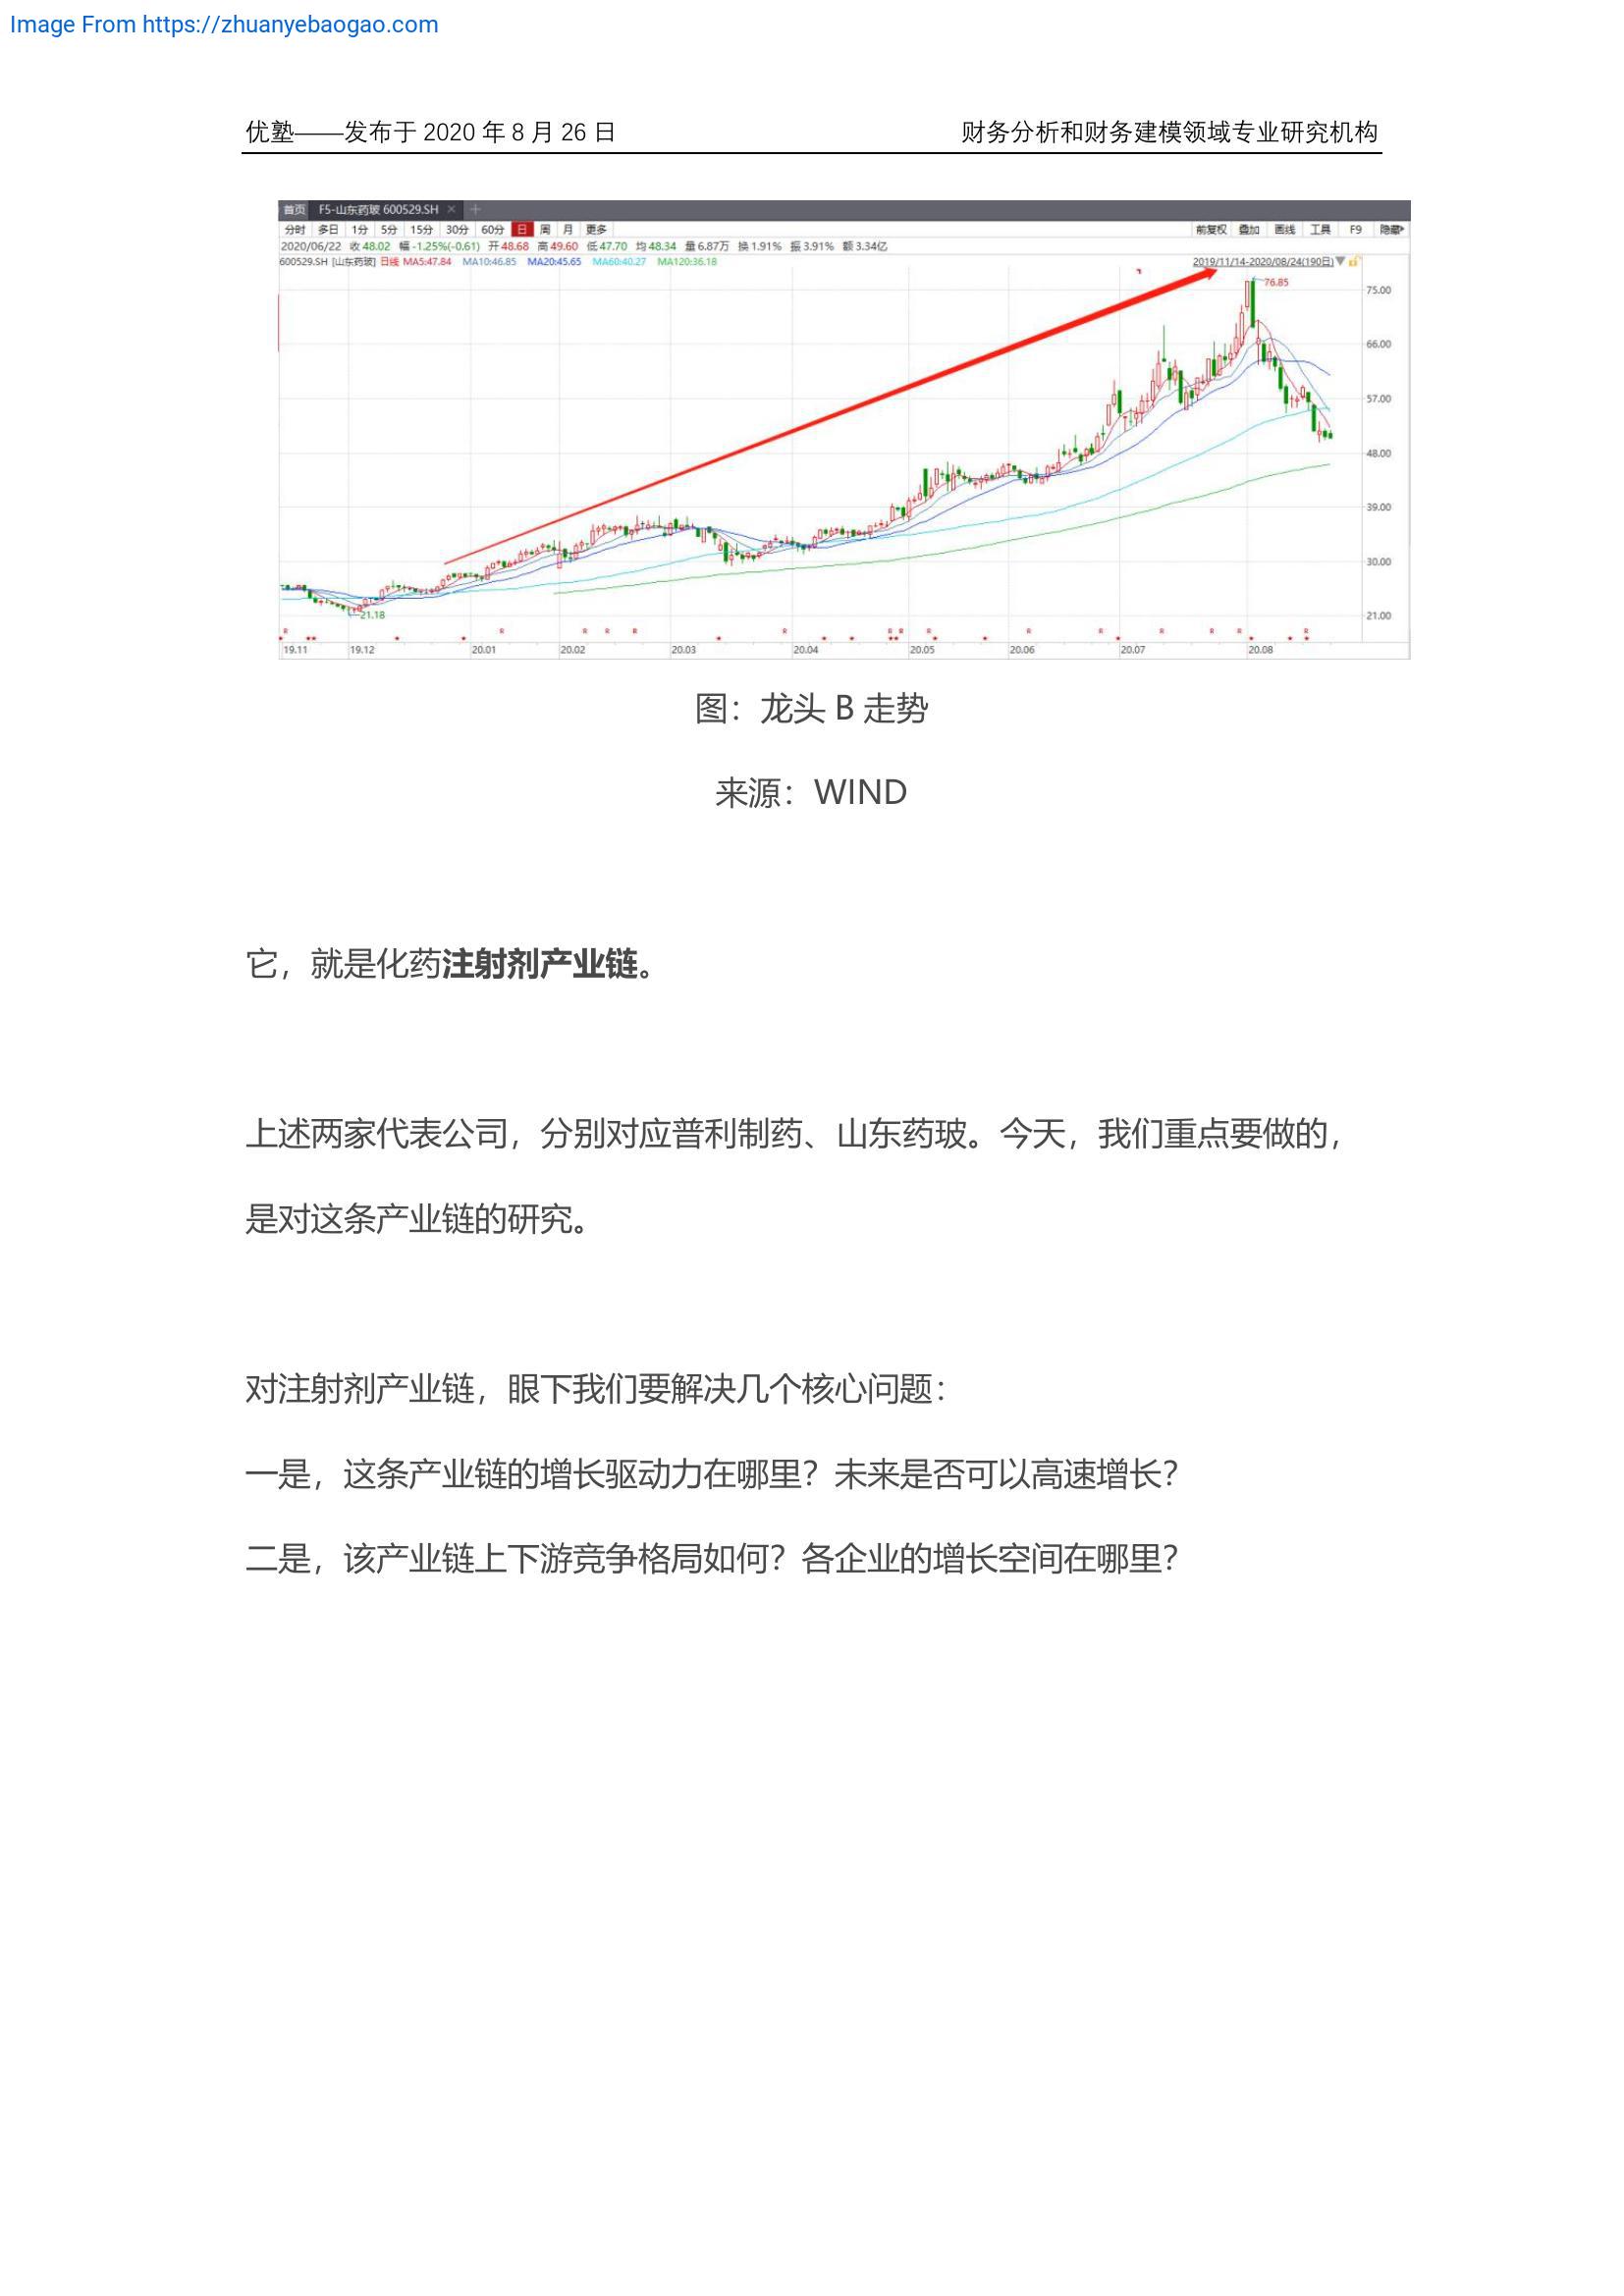 Image From https://zhuanyebaogao.com
优塾——发布于 2020 年 8 月 26 日 财务分析和财务建模领域专业研究机构
首页 F5-山东药玻 600529.SH × +
分时 多日 1分 5分 15分 30分 60分 日 周 月 更多 前复权 叠加 画线 工具 F9 隐藏
2020/06/22 收48.02 幅-1.25%(-0.61) 开48.68 高49.60 低47.70 均48.34 量6.87万 换1.91% 振3.91% 额3.34亿
600529.SH [山东药玻] 日线 MA5:47.84 MA10:46.85 MA20:45.65 MA60:40.27 MA120:36.18 2019/11/14-2020/08/24(190日)
76.85
75.00
66.00
57.00
48.00
39.00
30.00
21.18
21.00
19.11 19.12 20.01 20.02 20.03 20.04 20.05 20.06 20.07 20.08
图：龙头 B 走势
来源：WIND
它，就是化药注射剂产业链。
上述两家代表公司，分别对应普利制药、山东药玻。今天，我们重点要做的，
是对这条产业链的研究。
对注射剂产业链，眼下我们要解决几个核心问题：
一是，这条产业链的增长驱动力在哪里？未来是否可以高速增长？
二是，该产业链上下游竞争格局如何？各企业的增长空间在哪里？